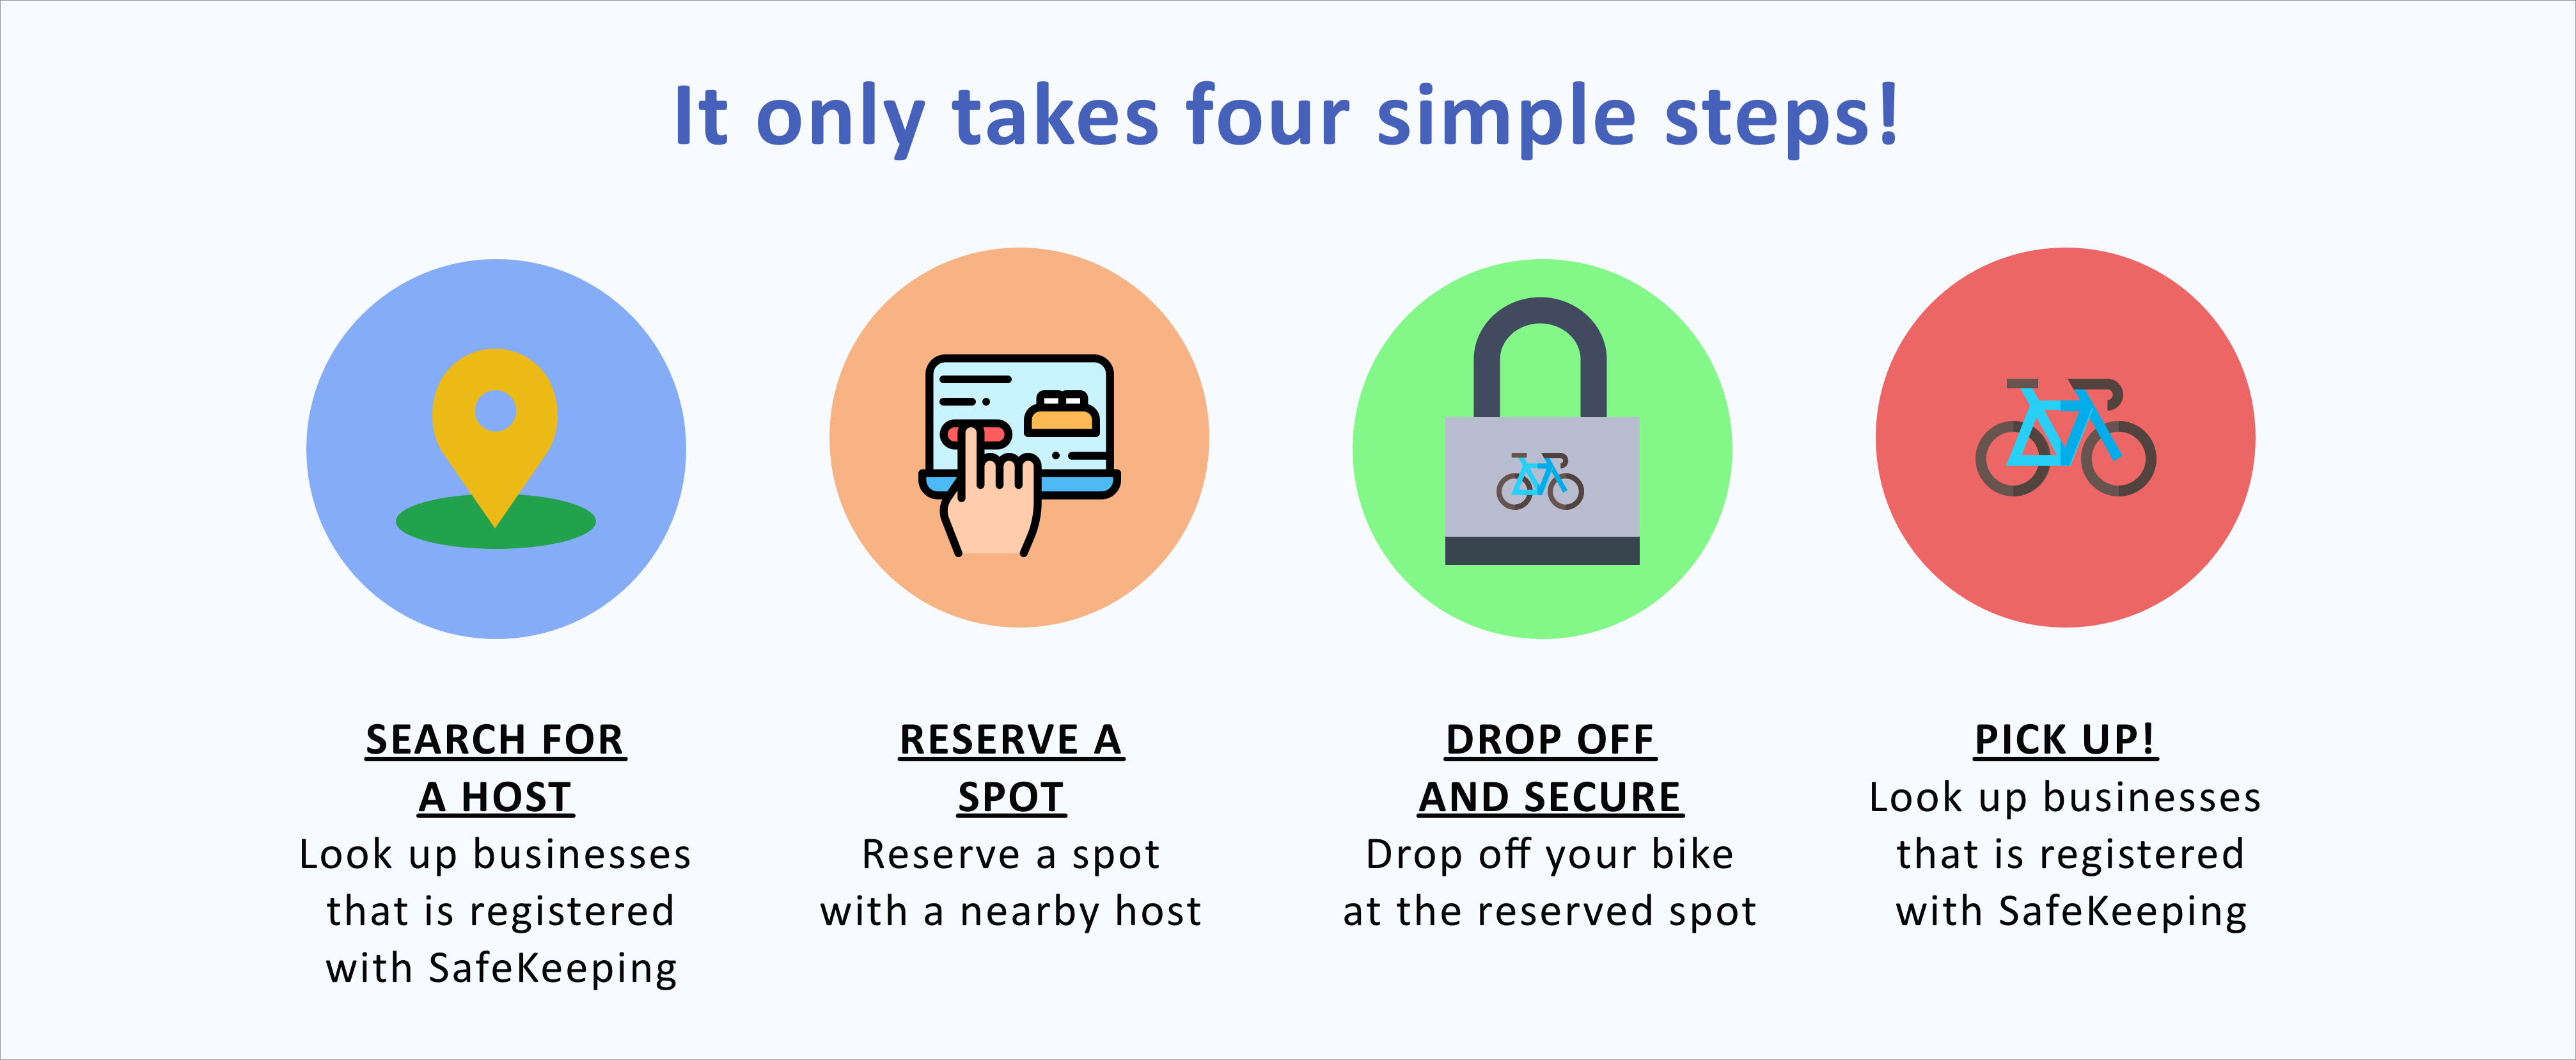 It only takes four simple steps!
SEARCH FOR
A HOST
Look up businesses
that is registered
with SafeKeeping
RESERVE A
SPOT
Reserve a spot
with a nearby host
DROP OFF
AND SECURE
Drop off your bike
at the reserved spot
PICK UP!
Look up businesses
that is registered
with SafeKeeping